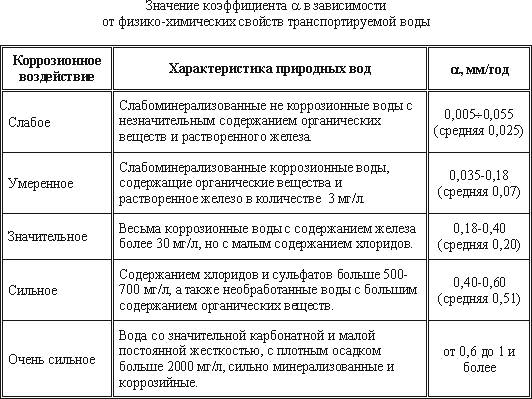 Значение коэффициента α в зависимости
от физико-химических свойств транспортируемой воды
Коррозионное
воздействие
Характеристика природных вод
α, мм/год
Слабое
Слабоминерализованные не коррозионные воды с
незначительным содержанием органических
веществ и растворенного железа.
0,005÷0,055
(средняя 0,025)
Умеренное
Слабоминерализованные коррозионные воды,
содержащие органические вещества и
растворенное железо в количестве 3 мг/л.
0,035-0,18
(средняя 0,07)
Значительное
Весьма коррозионные воды с содержанием железа
более 30 мг/л, но с малым содержанием хлоридов.
0,18-0,40
(средняя 0,20)
Сильное
Содержанием хлоридов и сульфатов больше 500-
700 мг/л, а также необработанные воды с большим
содержанием органических веществ.
0,40-0,60
(средняя 0,51)
Очень сильное
Вода со значительной карбонатной и малой
постоянной жесткостью, с плотным осадком
больше 2000 мг/л, сильно минерализованные и
коррозийные.
от 0,6 до 1 и
более